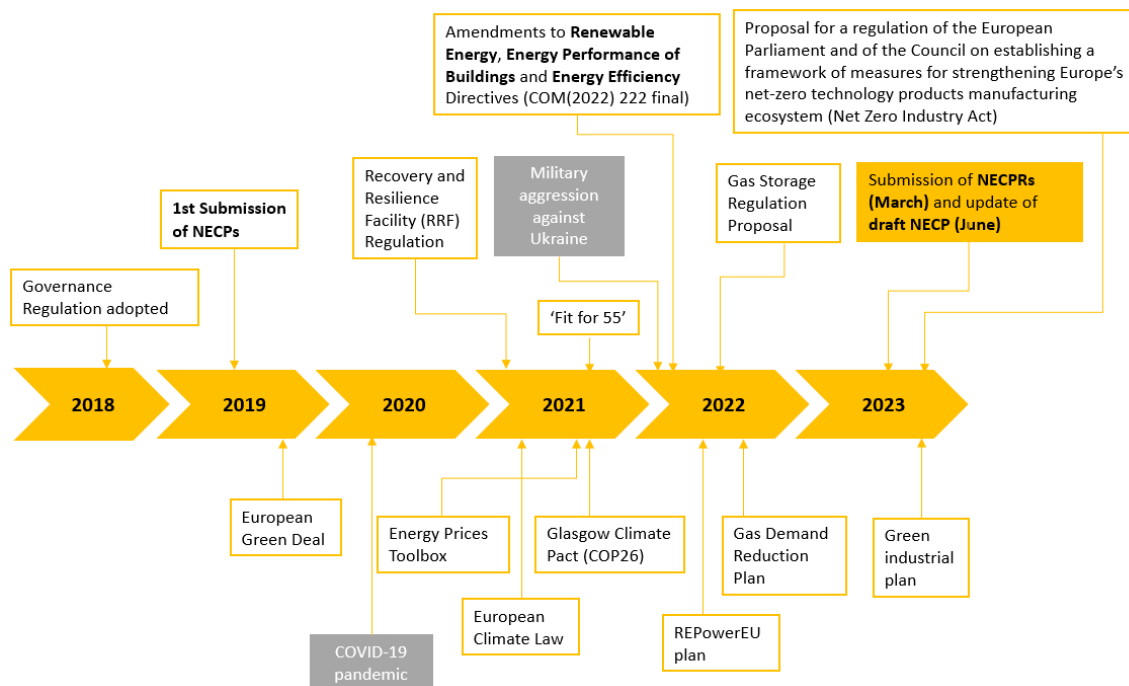 Amendments to Renewable
Energy, Energy Performance of
Buildings and Energy Efficiency
Directives (COM(2022) 222 final)
Proposal for a regulation of the European
Parliament and of the Council on establishing a
framework of measures for strengthening Europe's
net-zero technology products manufacturing
ecosystem (Net Zero Industry Act)
Recovery and
Resilience
Facility (RRF)
Regulation
Military
aggression
against
Ukraine
Gas Storage
Regulation
Proposal
Submission of NECPRs
(March) and update of
draft NECP (June)
1st Submission
of NECPs
Governance
Regulation adopted
'Fit for 55'
2018
2019
2020
2021
2022
2023
European
Green Deal
Energy Prices
Toolbox
Glasgow Climate
Pact (COP26)
Gas Demand
Reduction
Plan
Green
industrial
plan
European
Climate Law
REPowerEU
plan
COVID-19
pandemic